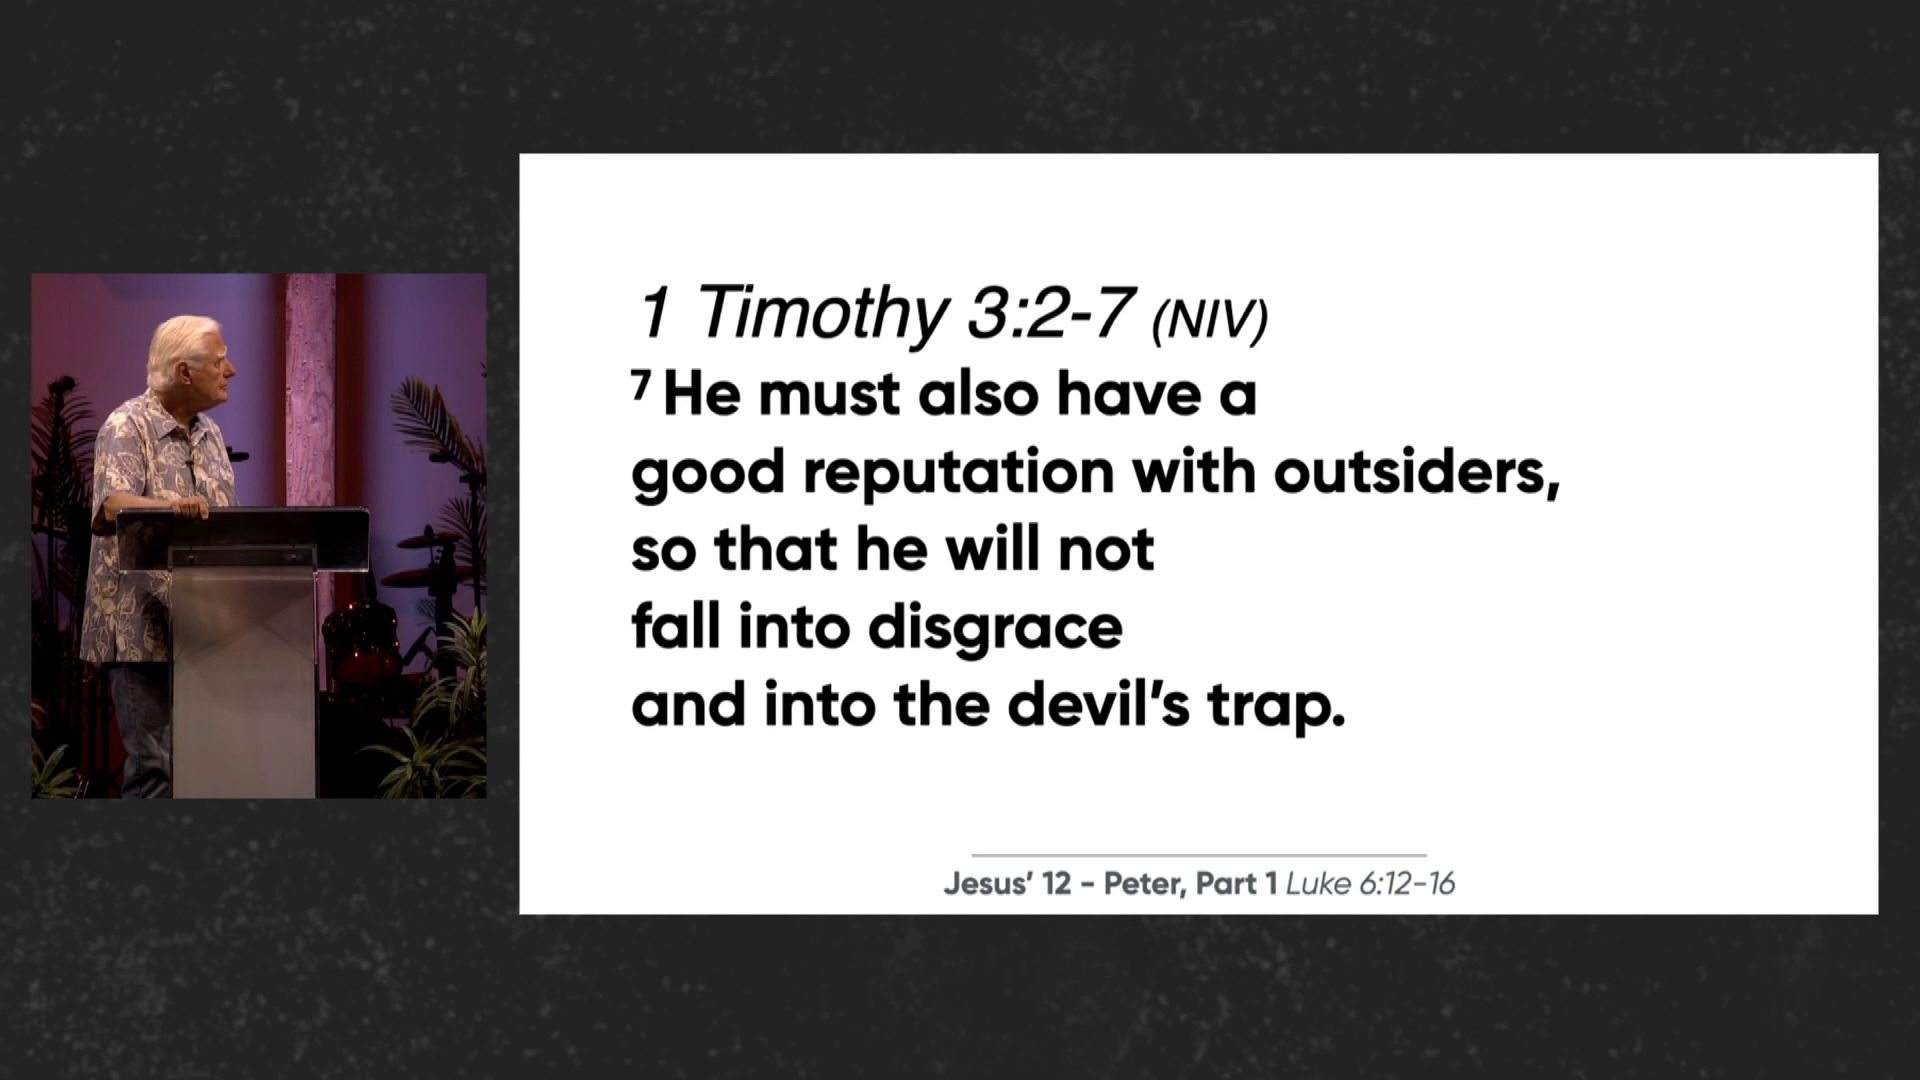 1 Timothy 3:2-7 (NIV)
7 He must also have a
good reputation with outsiders,
so that he will not
fall into disgrace
and into the devil’s trap.
Jesus’ 12 - Peter, Part 1 Luke 6:12-16